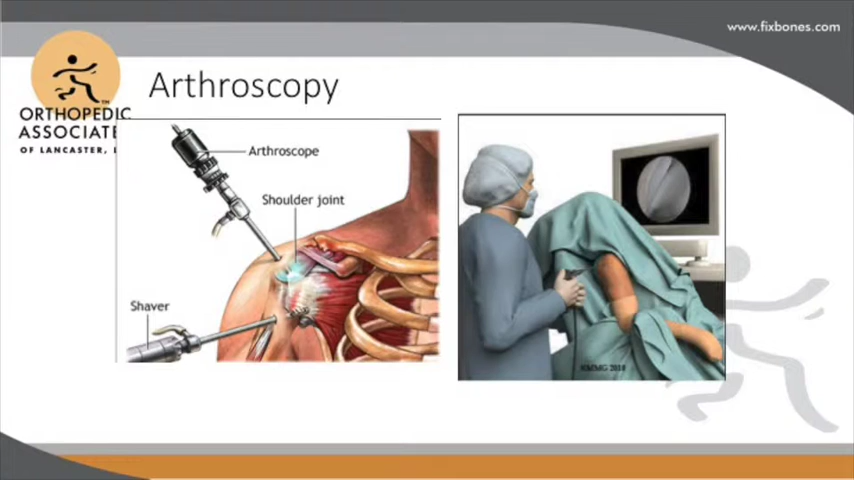 www.fixbones.com
Arthroscopy
ORTHOPEDIC
ASSOCIATE
OF LANCASTER, L
Arthroscope
Shoulder joint
Shaver
MMG 2010